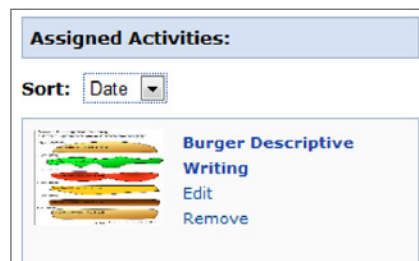 Assigned Activities:
Sort: Date
Burger Descriptive
Writing
Edit
Remove